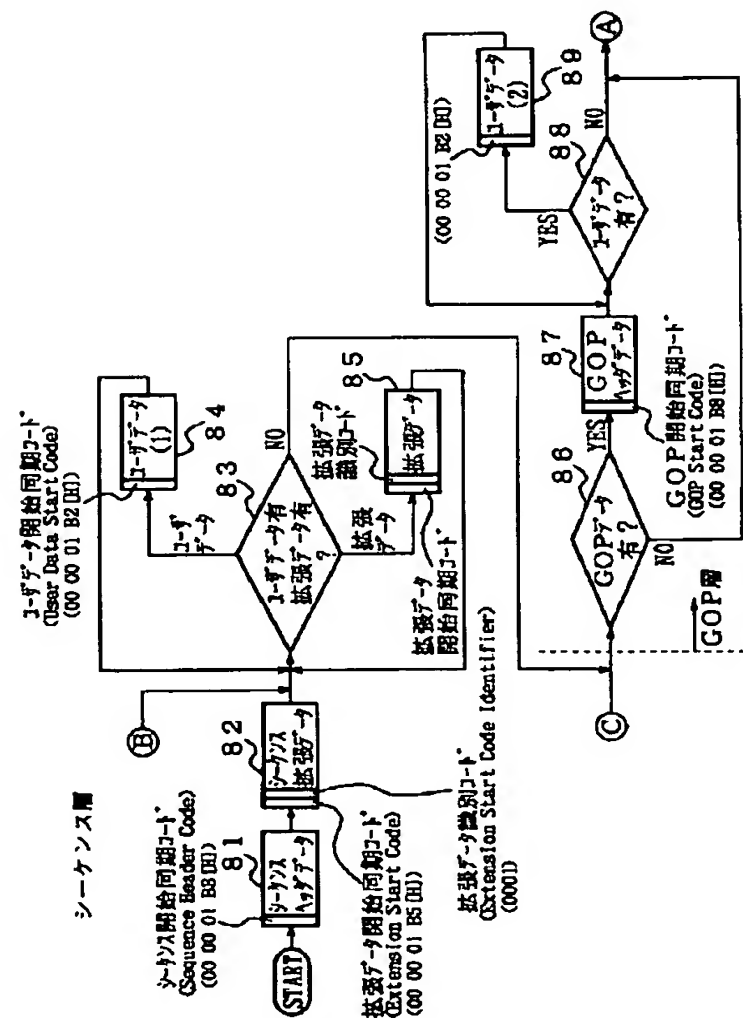 シーケンス層
シーケンス開始同期コード
(Sequence Header Code)
(00 00 01 B3[H])
START
シーケンス
ヘッダデータ
81
シーケンス
拡張データ
82
拡張データ開始同期コード
(Extension Start Code)
(00 00 01 B5[H])
拡張データ識別コード
(Extension Start Code Identifier)
(0001)
B
ユーザデータ開始同期コード
(User Data Start Code)
(00 00 01 B2[H])
ユーザデータ
(1)
84
ユーザ
データ
ユーザデータ有
拡張データ有
?
83
NO
拡張
データ
拡張データ
識別コード
85
拡張データ
拡張データ
開始同期コード
C
GOP層
GOPデータ
有?
86
YES
NO
GOP
ヘッダデータ
87
GOP開始同期コード
(GOP Start Code)
(00 00 01 B8[H])
ユーザデータ
有?
88
YES
NO
(00 00 01 B2[H])
ユーザデータ
(2)
89
A